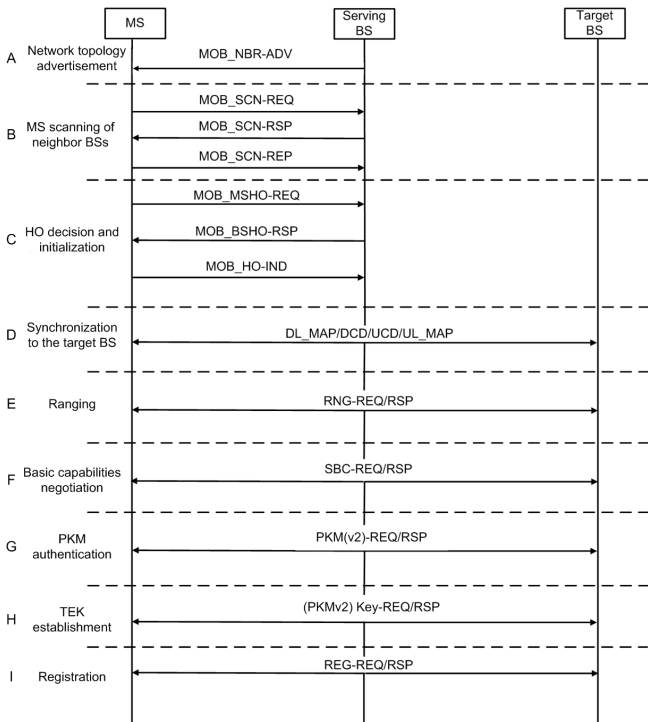 MS
Serving
BS
Target
BS
A
Network topology
advertisement
MOB_NBR-ADV
MOB_SCN-REQ
B
MS scanning of
neighbor BSs
MOB_SCN-RSP
MOB_SCN-REP
MOB_MSHO-REQ
C
HO decision and
initialization
MOB_BSHO-RSP
MOB_HO-IND
D
Synchronization
to the target BS
DL_MAP/DCD/UCD/UL_MAP
E
Ranging
RNG-REQ/RSP
F
Basic capabilities
negotiation
SBC-REQ/RSP
G
PKM
authentication
PKM(v2)-REQ/RSP
H
TEK
establishment
(PKMv2) Key-REQ/RSP
I
Registration
REG-REQ/RSP